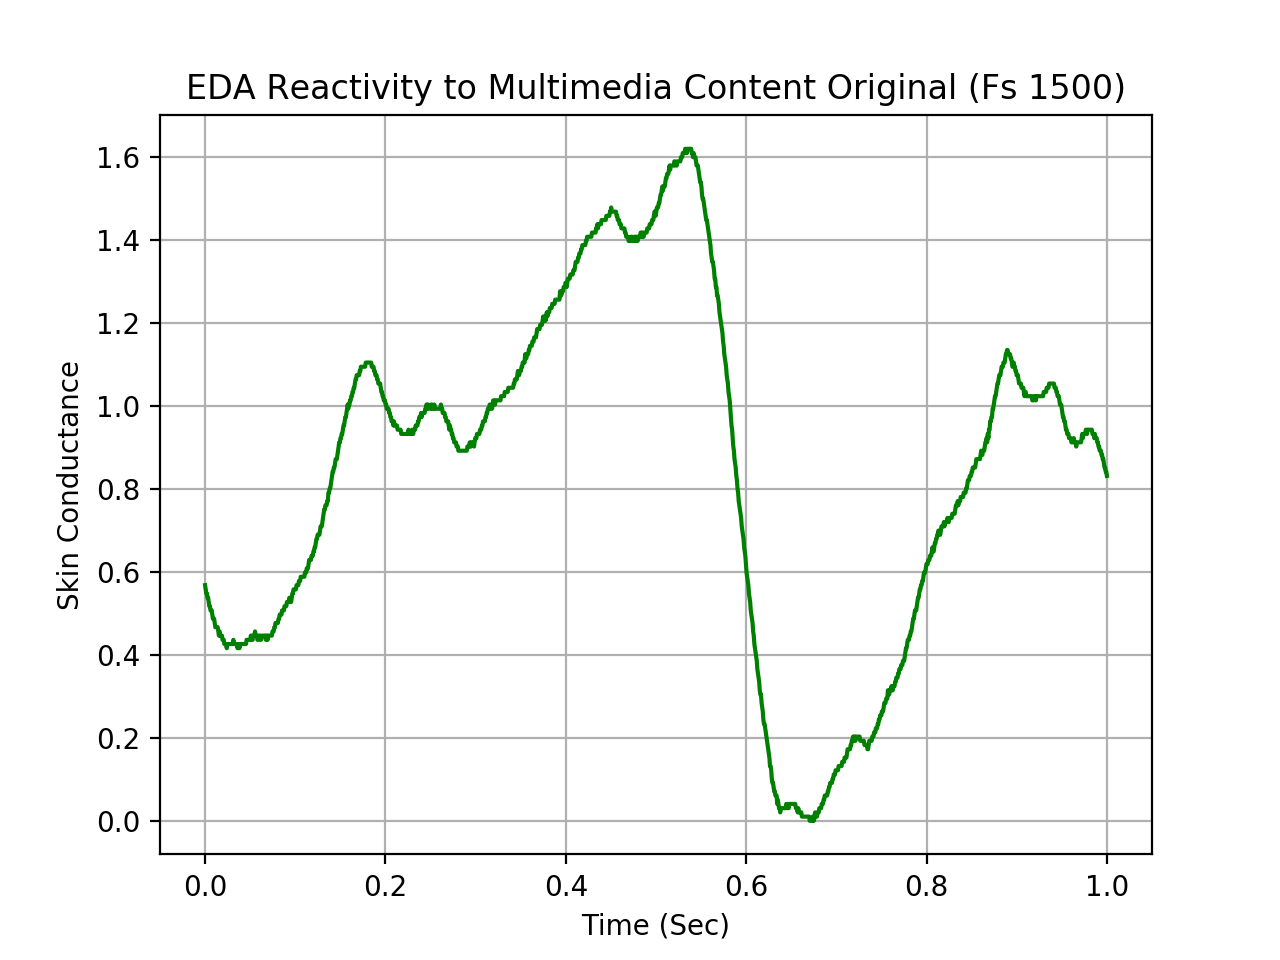 EDA Reactivity to Multimedia Content Original (Fs 1500)
1.6
1.4
1.2
1.0
0.8
0.6
0.4
0.2
0.0
Skin Conductance
0.0 0.2 0.4 0.6 0.8 1.0
Time (Sec)